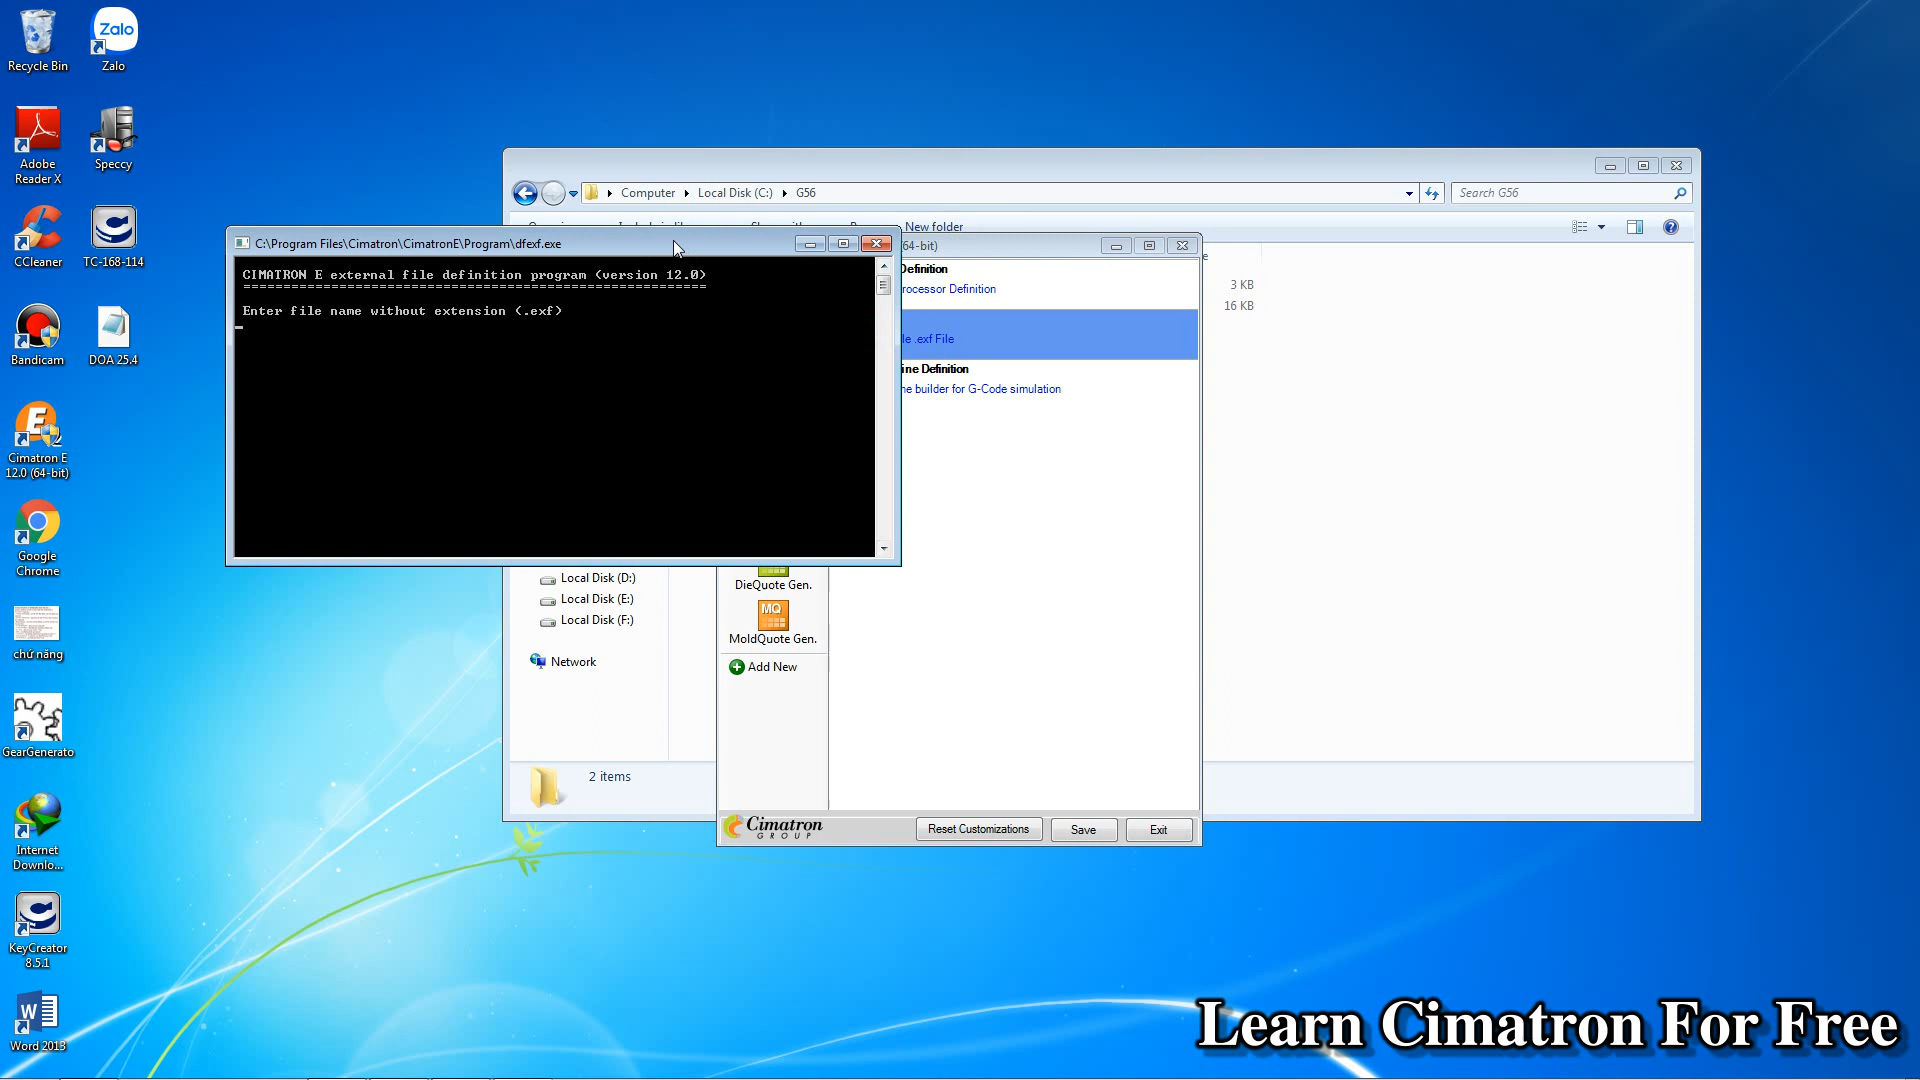 Recycle Bin
Zalo
Zalo
Adobe
Reader X
Speccy
CCleaner
TC-168-114
Bandicam
DOA 25.4
Cimatron E
12.0 (64-bit)
Google
Chrome
chứ năng
GearGenerato
Internet
Downlo...
KeyCreator
8.5.1
Word 2013
Computer
Local Disk (C:)
G56
Search G56
New folder
C:\Program Files\Cimatron\CimatronE\Program\dfexf.exe
CIMATRON E external file definition program (version 12.0)
==========================================================
Enter file name without extension (.exf)
64-bit)
Definition
rocessor Definition
.exf File
ine Definition
builder for G-Code simulation
3 KB
16 KB
Local Disk (D:)
Local Disk (E:)
Local Disk (F:)
Network
DieQuote Gen.
MQ
MoldQuote Gen.
Add New
2 items
Cimatron
GROUP
Reset Customizations
Save
Exit
Learn Cimatron For Free